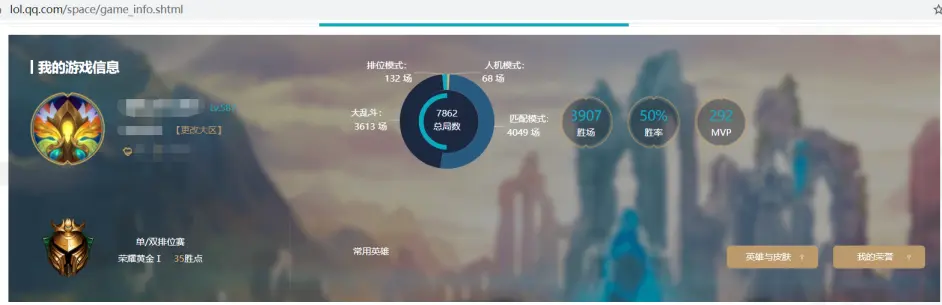 lol.qq.com/space/game_info.shtml
我的游戏信息
排位模式:
132 场
人机模式:
68 场
大乱斗:
3613 场
7862
总局数
匹配模式:
4049 场
3907
胜场
50%
胜率
292
MVP
【更改大区】
单/双排位赛
荣耀黄金 I 35胜点
常用英雄
英雄与皮肤
我的荣誉